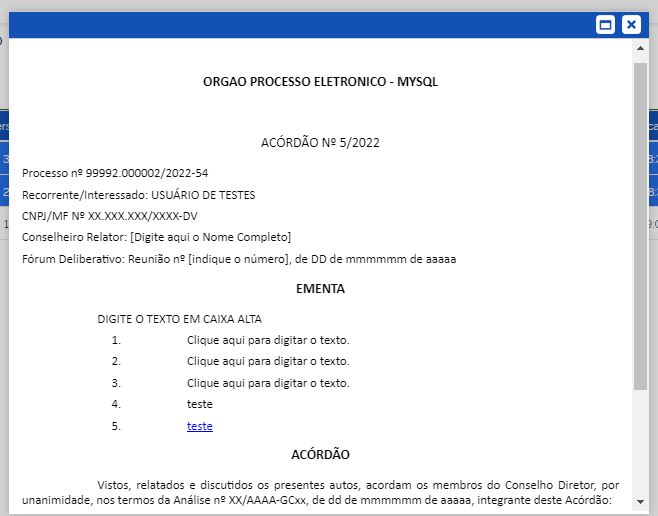 ORGAO PROCESSO ELETRONICO - MYSQL
ACÓRDÃO Nº 5/2022
Processo nº 99992.000002/2022-54
Recorrente/Interessado: USUÁRIO DE TESTES
CNPJ/MF Nº XX.XXX.XXX/XXXX-DV
Conselheiro Relator: [Digite aqui o Nome Completo]
Fórum Deliberativo: Reunião nº [indique o número], de DD de mmmmmm de aaaaa
EMENTA
DIGITE O TEXTO EM CAIXA ALTA
1. Clique aqui para digitar o texto.
2. Clique aqui para digitar o texto.
3. Clique aqui para digitar o texto.
4. teste
5. teste
ACÓRDÃO
Vistos, relatados e discutidos os presentes autos, acordam os membros do Conselho Diretor, por
unanimidade, nos termos da Análise nº XX/AAAA-GCxx, de dd de mmmmmm de aaaaa, integrante deste Acórdão: